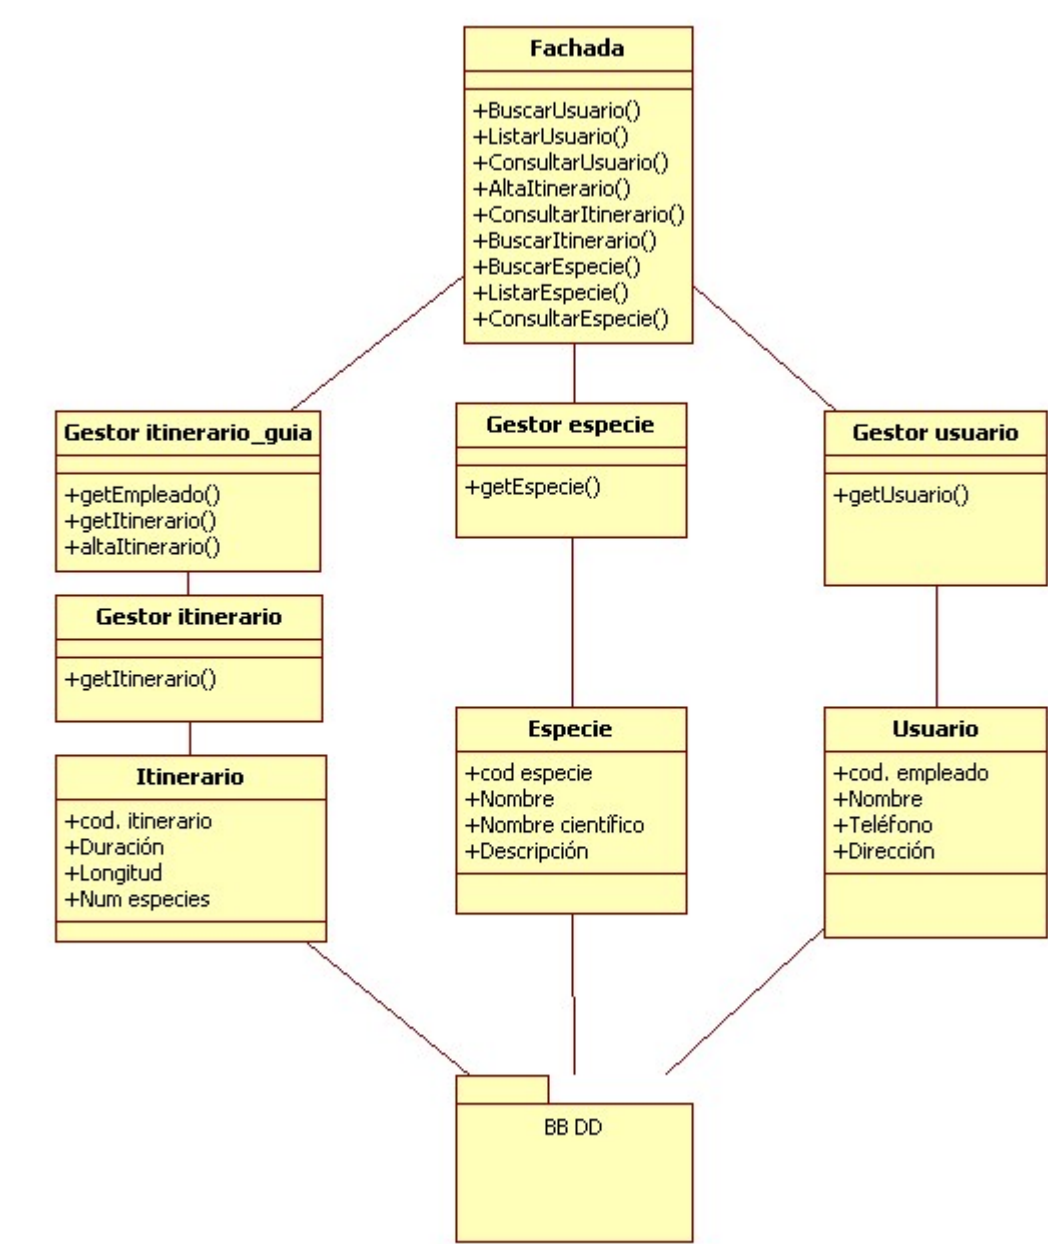 Fachada
+BuscarUsuario()
+ListarUsuario()
+ConsultarUsuario()
+AltaItinerario()
+ConsultarItinerario()
+BuscarItinerario()
+BuscarEspecie()
+ListarEspecie()
+ConsultarEspecie()
Gestor itinerario_guia
+getEmpleado()
+getItinerario()
+altaItinerario()
Gestor especie
+getEspecie()
Gestor usuario
+getUsuario()
Gestor itinerario
+getItinerario()
Itinerario
+cod. itinerario
+Duración
+Longitud
+Num especies
Especie
+cod especie
+Nombre
+Nombre científico
+Descripción
Usuario
+cod. empleado
+Nombre
+Teléfono
+Dirección
BB DD